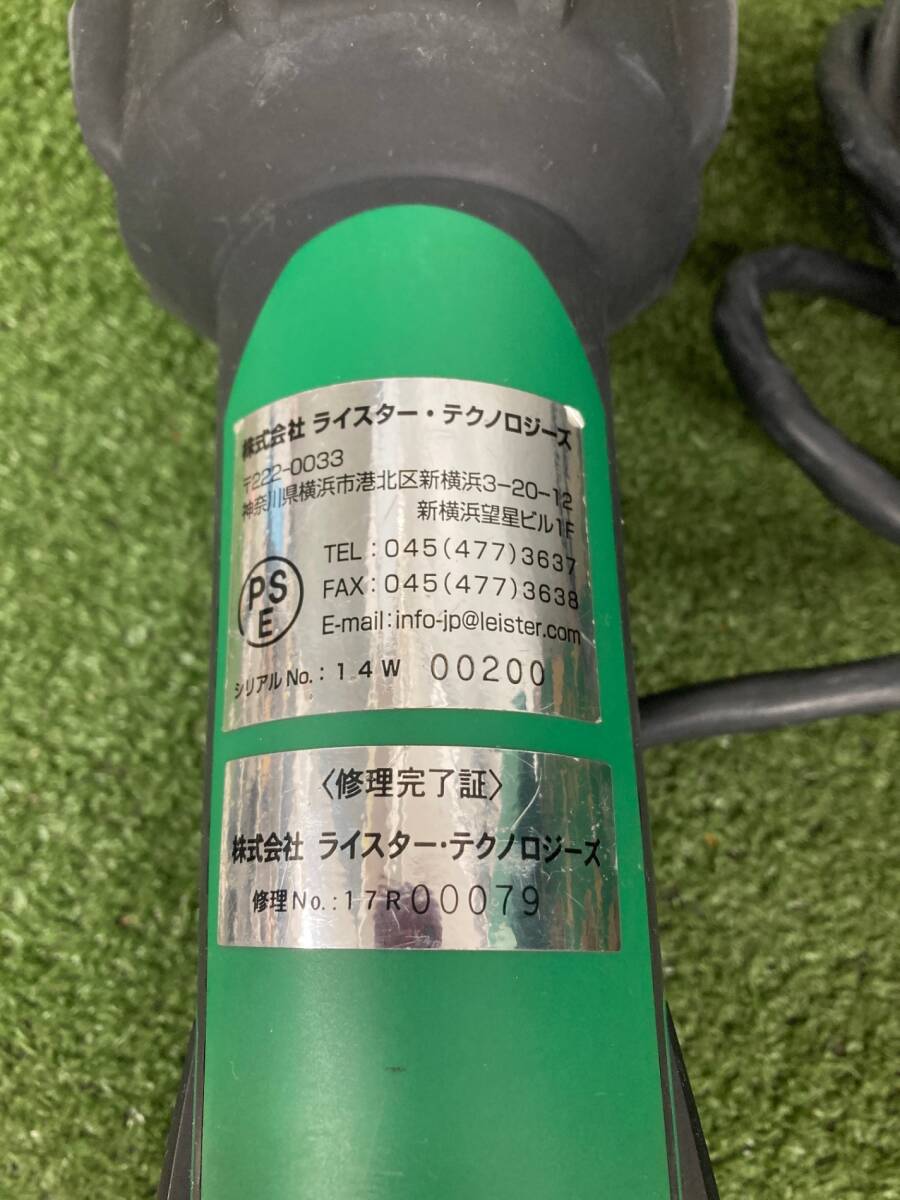 株式会社 ライスター・テクノロジーズ
〒222-0033
神奈川県横浜市港北区新横浜3-20-12
新横浜望星ビル1F
TEL：045(477)3637
FAX：045(477)3638
E-mail：info-jp@leister.com
PS
E
シリアルNo.：14W 00200
〈修理完了証〉
株式会社 ライスター・テクノロジーズ
修理No.：17R00079